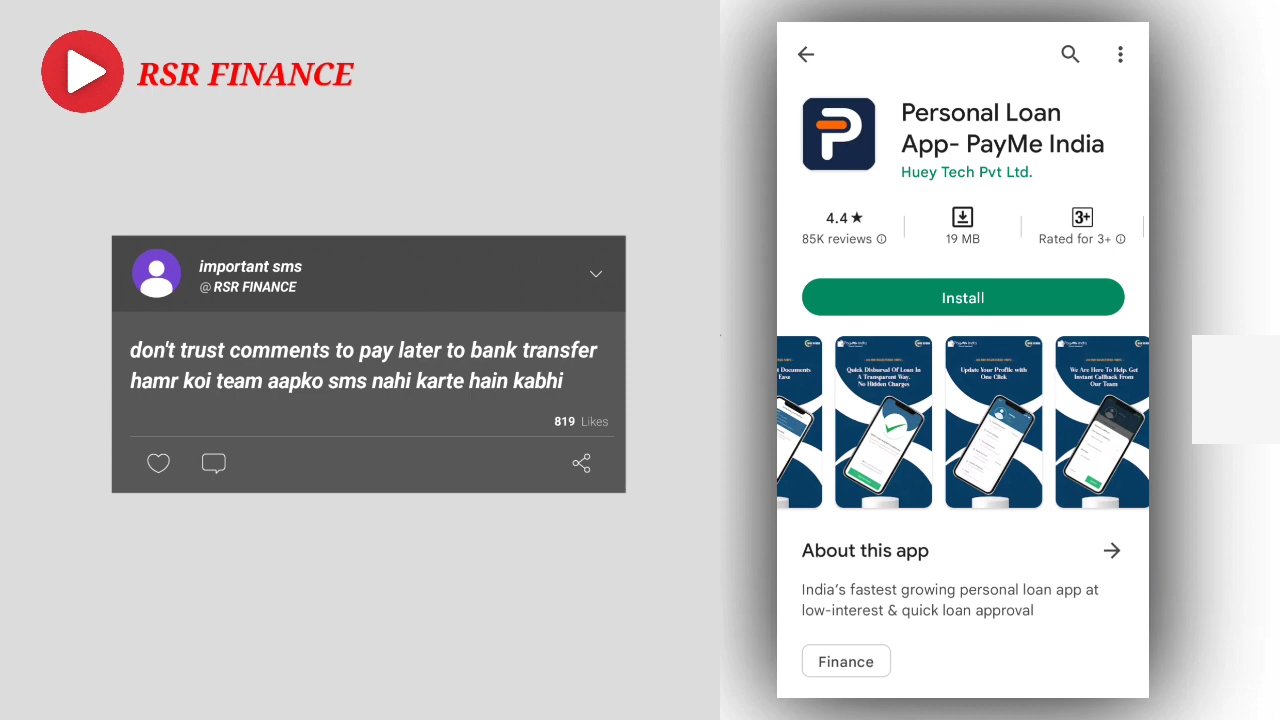 RSR FINANCE
important sms
@ RSR FINANCE
don't trust comments to pay later to bank transfer
hamr koi team aapko sms nahi karte hain kabhi
819 Likes
Personal Loan
App- PayMe India
Huey Tech Pvt Ltd.
4.4★
85K reviews
19 MB
3+
Rated for 3+
Install
t Documents
Ease
Quick Disbursal Of Loan In
A Transparent Way.
No Hidden Charges
Update Your Profile with
One Click
We Are Here To Help. Get
Instant Callback From
Our Team
About this app
India's fastest growing personal loan app at
low-interest & quick loan approval
Finance